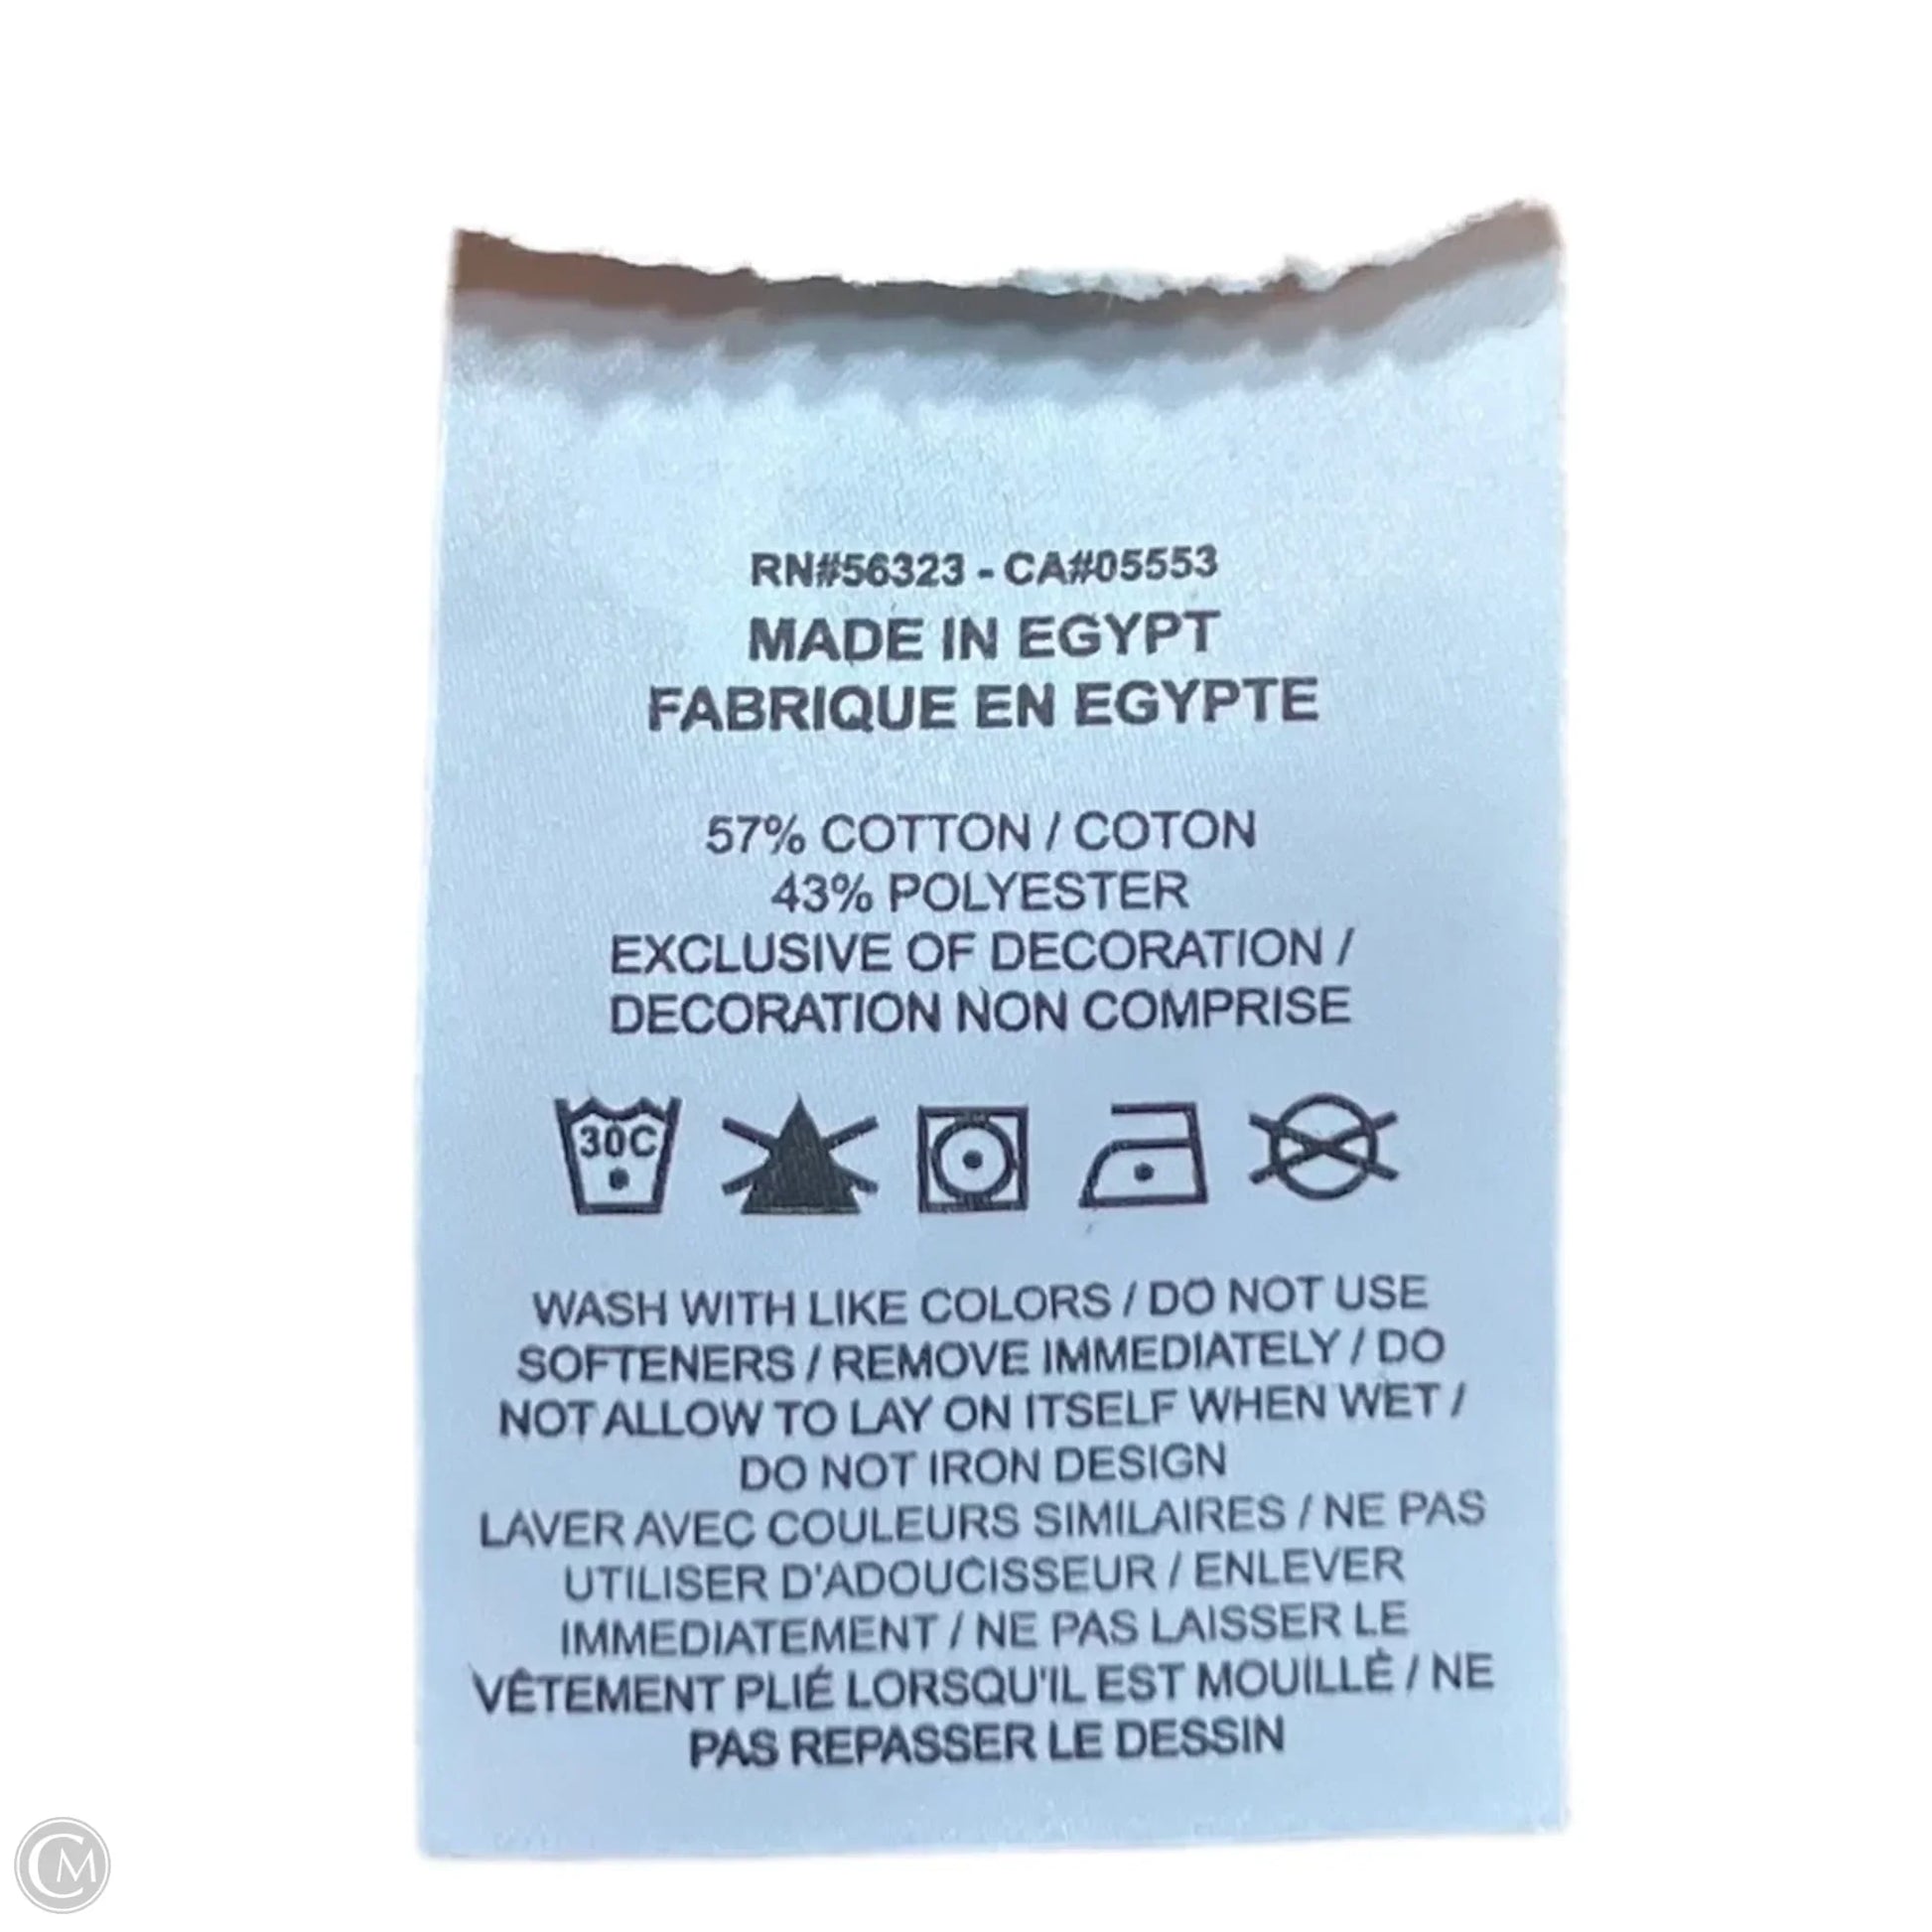 RN#56323 - CA#05553
MADE IN EGYPT
FABRIQUE EN EGYPTE
57% COTTON / COTON
43% POLYESTER
EXCLUSIVE OF DECORATION /
DECORATION NON COMPRISE
30C
WASH WITH LIKE COLORS / DO NOT USE
SOFTENERS / REMOVE IMMEDIATELY / DO
NOT ALLOW TO LAY ON ITSELF WHEN WET /
DO NOT IRON DESIGN
LAVER AVEC COULEURS SIMILAIRES / NE PAS
UTILISER D'ADOUCISSEUR / ENLEVER
IMMEDIATEMENT / NE PAS LAISSER LE
VÊTEMENT PLIÉ LORSQU'IL EST MOUILLÉ / NE
PAS REPASSER LE DESSIN
CM